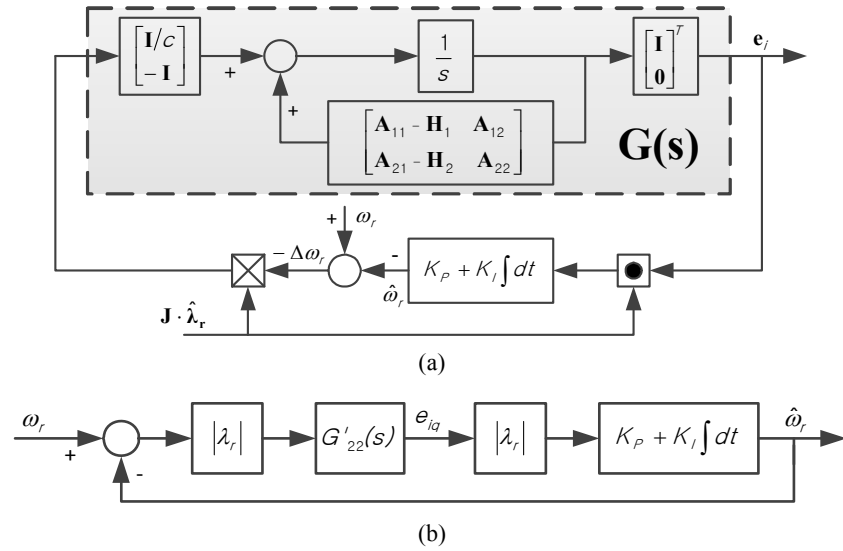 [I/c
- I]
+
+
1/s
[I
0]ᵀ
e_i
[A₁₁ - H₁ A₁₂
A₂₁ - H₂ A₂₂]
G(s)
+ ω_r
- Δω_r
-
ω̂_r
K_P + K_I ∫ dt
J · λ̂_r
(a)
ω_r
+
-
|λ_r|
G'₂₂(s)
e_iq
|λ_r|
K_P + K_I ∫ dt
ω̂_r
(b)